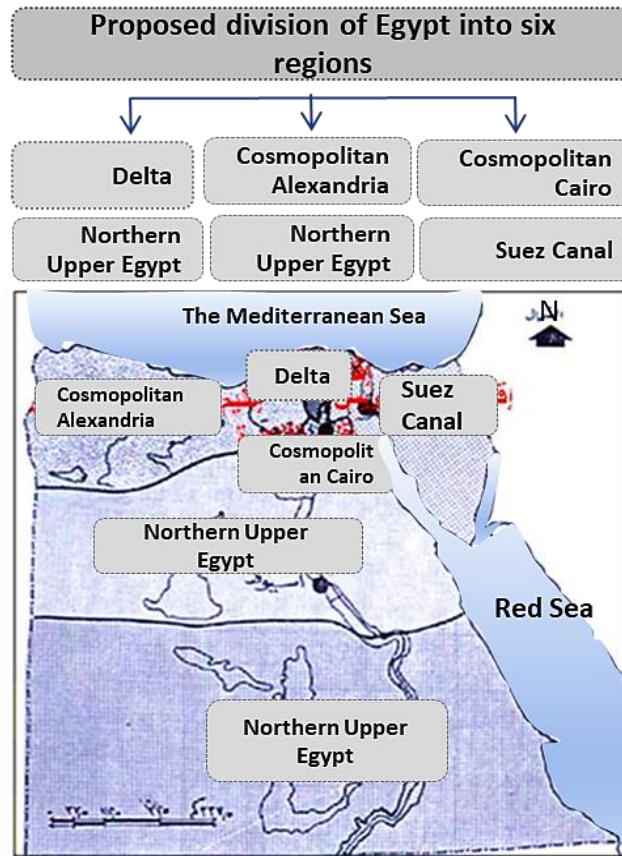 Proposed division of Egypt into six
regions
Delta
Cosmopolitan
Alexandria
Cosmopolitan
Cairo
Northern
Upper Egypt
Northern
Upper Egypt
Suez Canal
The Mediterranean Sea
N
Delta
Cosmopolitan
Alexandria
Suez
Canal
Cosmopolit
an Cairo
Northern Upper
Egypt
Red Sea
Northern Upper
Egypt